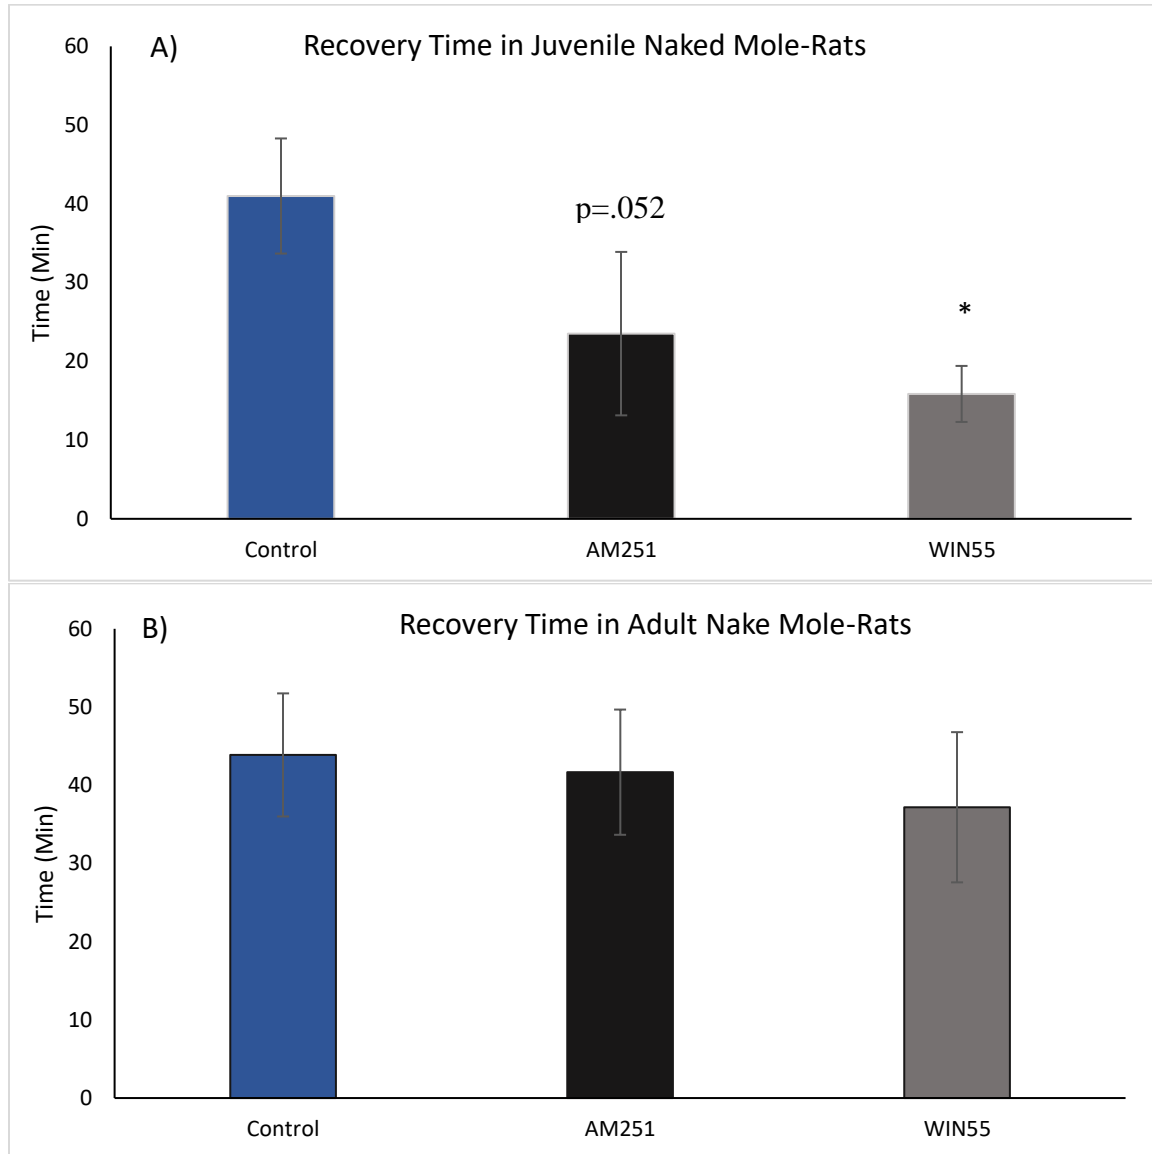 A)
Recovery Time in Juvenile Naked Mole-Rats
60
50
40
30
20
10
0
Time (Min)
p=.052
*
Control
AM251
WIN55
B)
Recovery Time in Adult Nake Mole-Rats
60
50
40
30
20
10
0
Time (Min)
Control
AM251
WIN55